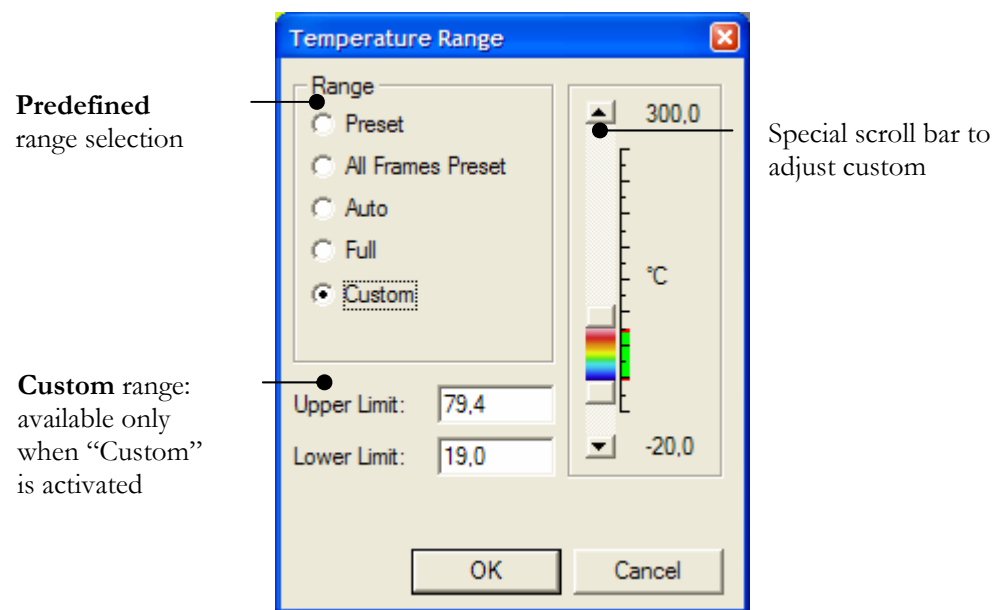 Temperature Range
Predefined
range selection
Range
Preset
All Frames Preset
Auto
Full
Custom
300,0
°C
-20,0
Special scroll bar to
adjust custom
Custom range:
available only
when “Custom”
is activated
Upper Limit: 79,4
Lower Limit: 19,0
OK Cancel